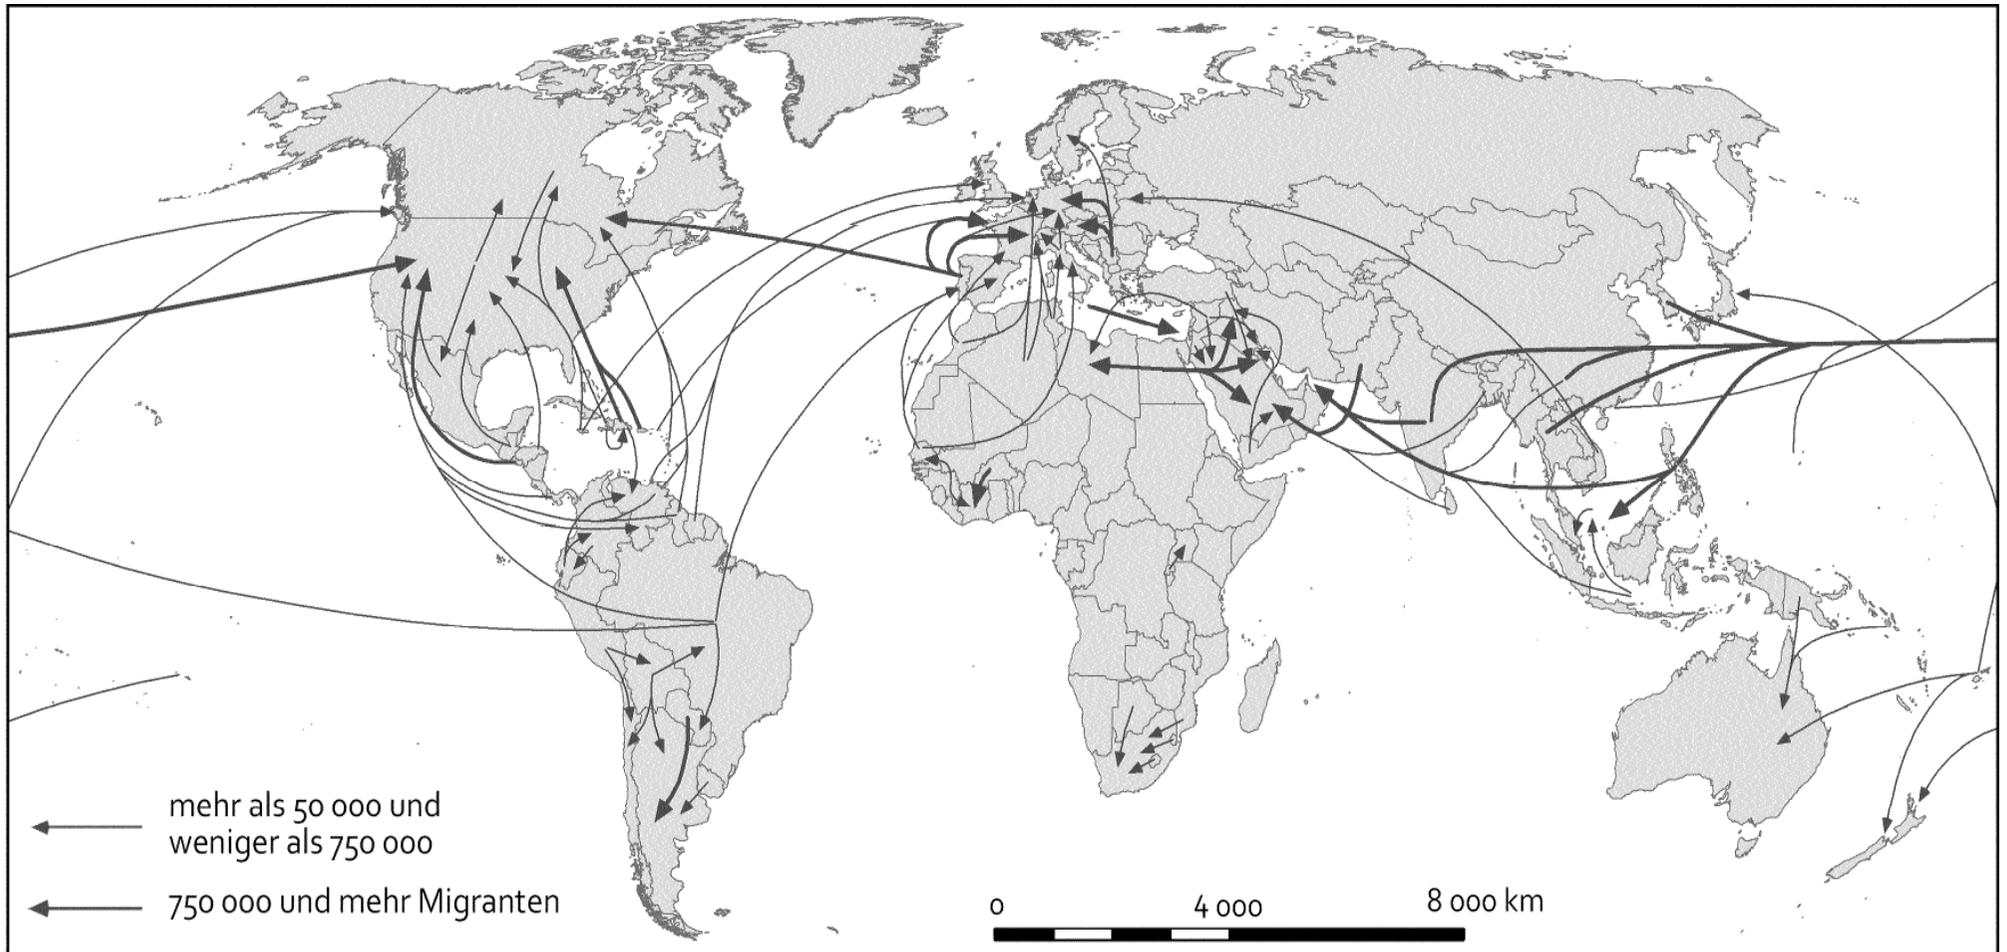 mehr als 50 000 und
weniger als 750 000
750 000 und mehr Migranten
0 4 000 8 000 km